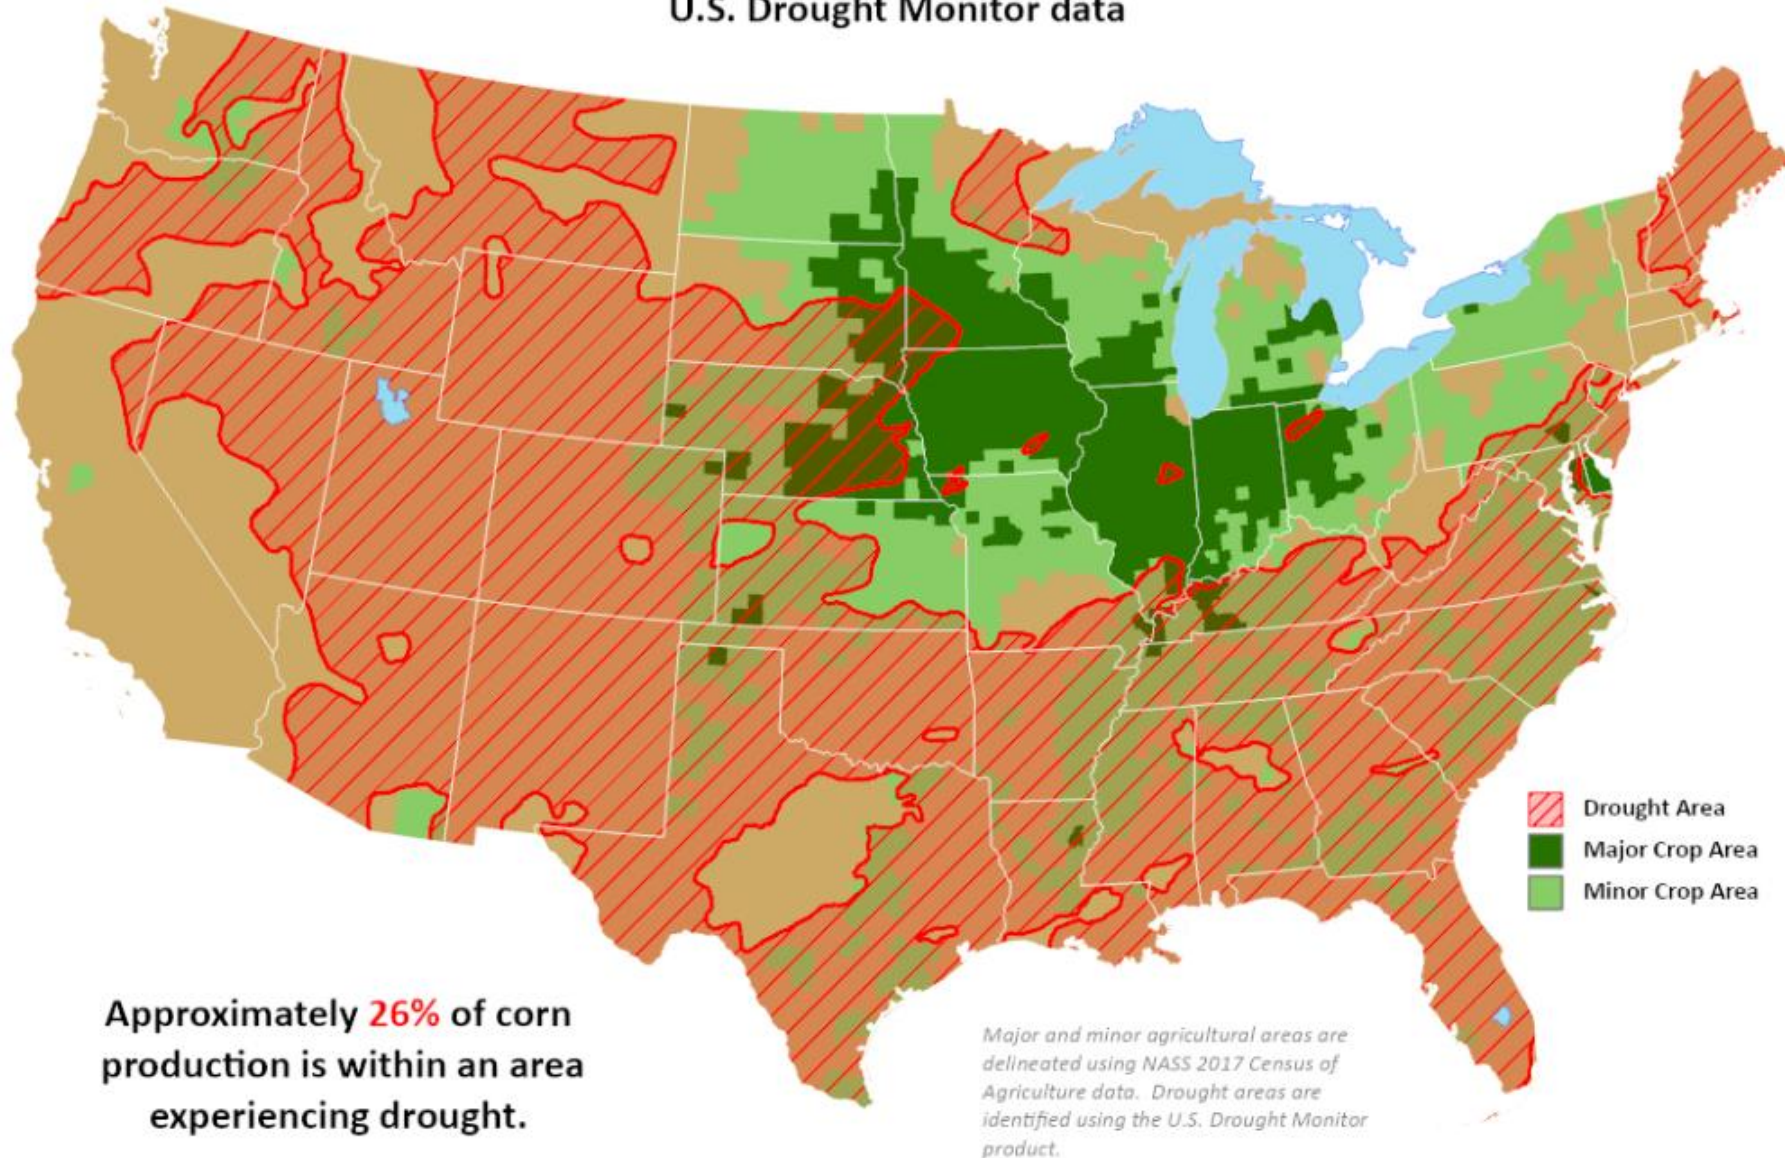 U.S. Drought Monitor data
Drought Area
Major Crop Area
Minor Crop Area
Approximately 26% of corn
production is within an area
experiencing drought.
Major and minor agricultural areas are
delineated using NASS 2017 Census of
Agriculture data.  Drought areas are
identified using the U.S. Drought Monitor
product.